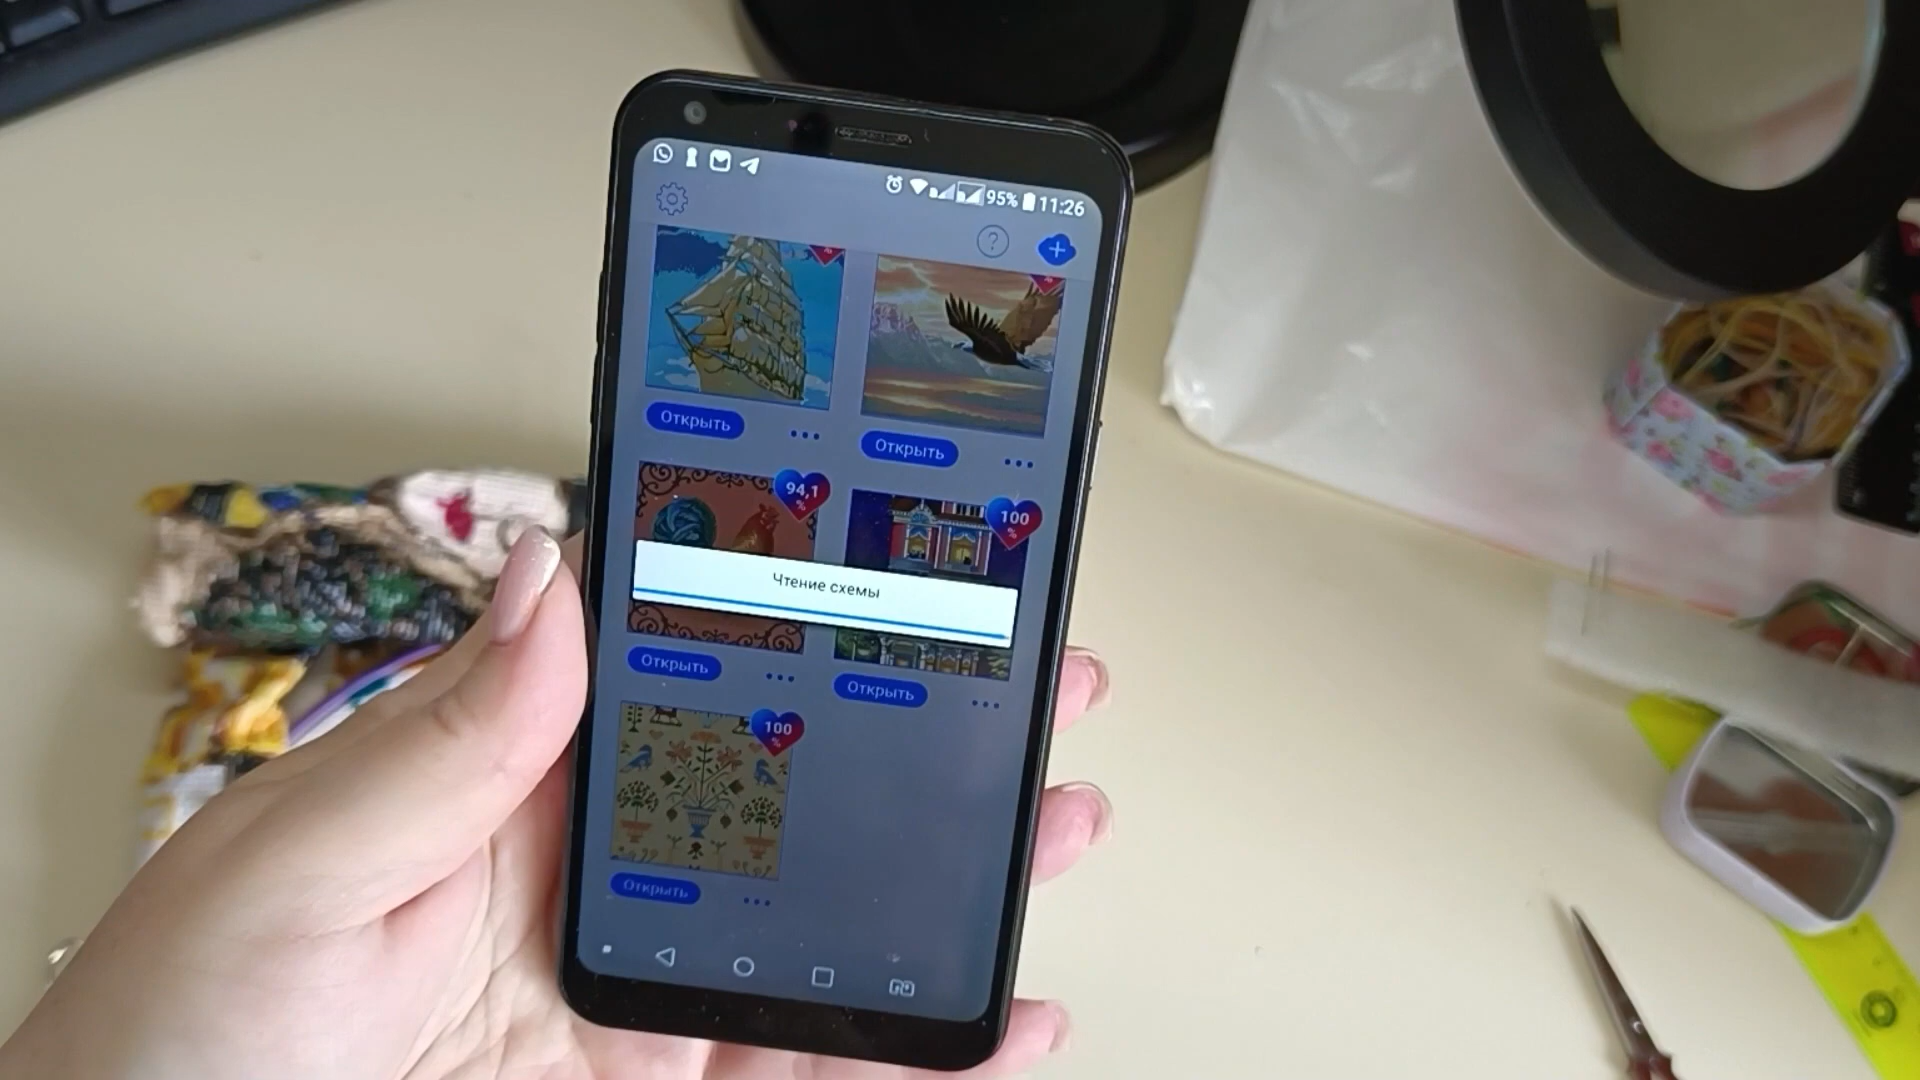 95% 11:26
?
Открыть
Открыть
94,1
%
100
%
Чтение схемы
Открыть
Открыть
100
%
Открыть